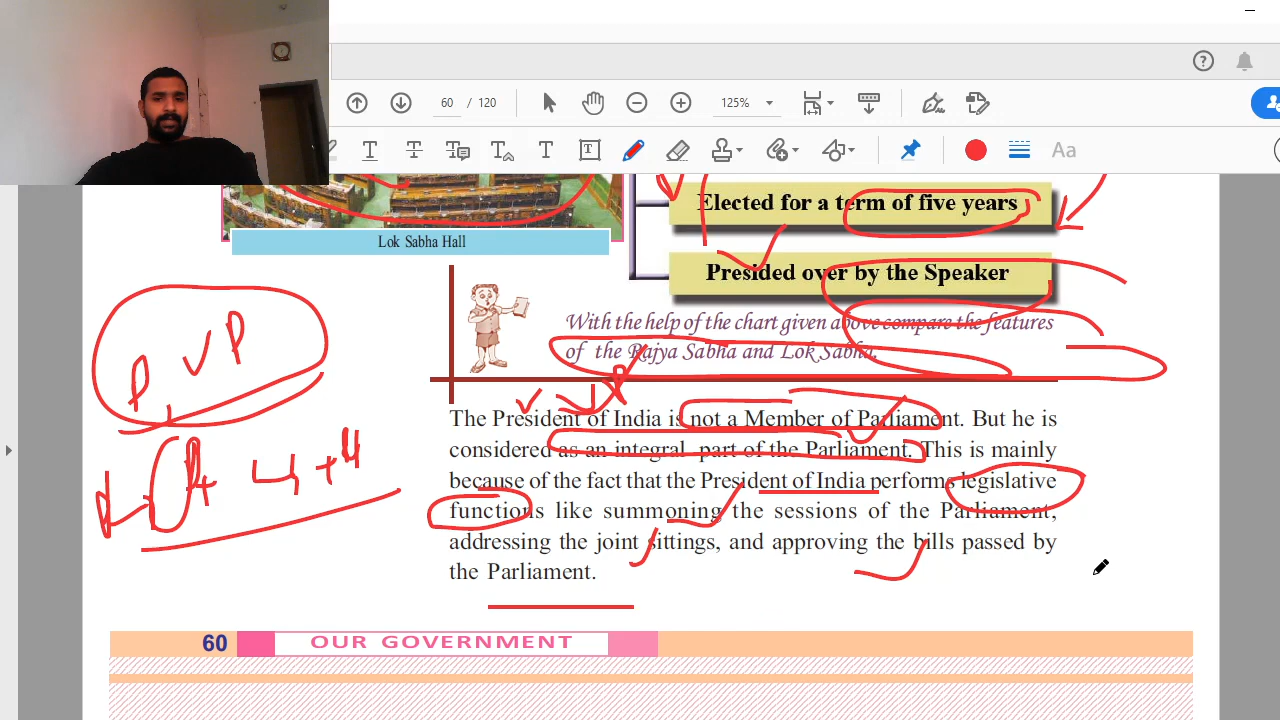 60 / 120
125%
Aa
Elected for a term of five years
Lok Sabha Hall
Presided over by the Speaker
With the help of the chart given above compare the features
of the Rajya Sabha and Lok Sabha.
P
P ✓ P
The President of India is not a Member of Parliament. But he is
considered as an integral part of the Parliament. This is mainly
because of the fact that the President of India performs legislative
functions like summoning the sessions of the Parliament,
addressing the joint sittings, and approving the bills passed by
the Parliament.
60 OUR GOVERNMENT